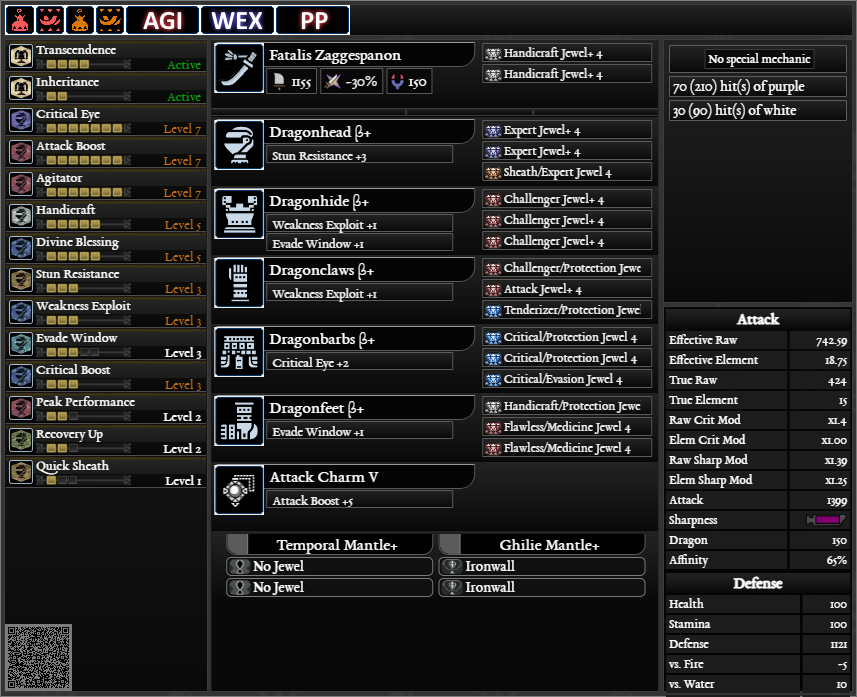 AGI WEX PP
Transcendence
Active
Inheritance
Active
Critical Eye
Level 7
Attack Boost
Level 7
Agitator
Level 7
Handicraft
Level 5
Divine Blessing
Level 5
Stun Resistance
Level 3
Weakness Exploit
Level 3
Evade Window
Level 3
Critical Boost
Level 3
Peak Performance
Level 2
Recovery Up
Level 2
Quick Sheath
Level 1
Fatalis Zaggespanon
1155 -30% 150
Handicraft Jewel+ 4
Handicraft Jewel+ 4
Dragonhead β+
Stun Resistance +3
Expert Jewel+ 4
Expert Jewel+ 4
Sheath/Expert Jewel 4
Dragonhide β+
Weakness Exploit +1
Evade Window +1
Challenger Jewel+ 4
Challenger Jewel+ 4
Challenger Jewel+ 4
Dragonclaws β+
Weakness Exploit +1
Challenger/Protection Jewe
Attack Jewel+ 4
Tenderizer/Protection Jewe
Dragonbarbs β+
Critical Eye +2
Critical/Protection Jewel 4
Critical/Protection Jewel 4
Critical/Evasion Jewel 4
Dragonfeet β+
Evade Window +1
Handicraft/Protection Jewe
Flawless/Medicine Jewel 4
Flawless/Medicine Jewel 4
Attack Charm V
Attack Boost +5
Temporal Mantle+
No Jewel
No Jewel
Ghilie Mantle+
Ironwall
Ironwall
No special mechanic
70 (210) hit(s) of purple
30 (90) hit(s) of white
Attack
Effective Raw 742.59
Effective Element 18.75
True Raw 424
True Element 15
Raw Crit Mod x1.4
Elem Crit Mod x1.00
Raw Sharp Mod x1.39
Elem Sharp Mod x1.25
Attack 1399
Sharpness
Dragon 150
Affinity 65%
Defense
Health 100
Stamina 100
Defense 1121
vs. Fire -5
vs. Water 10